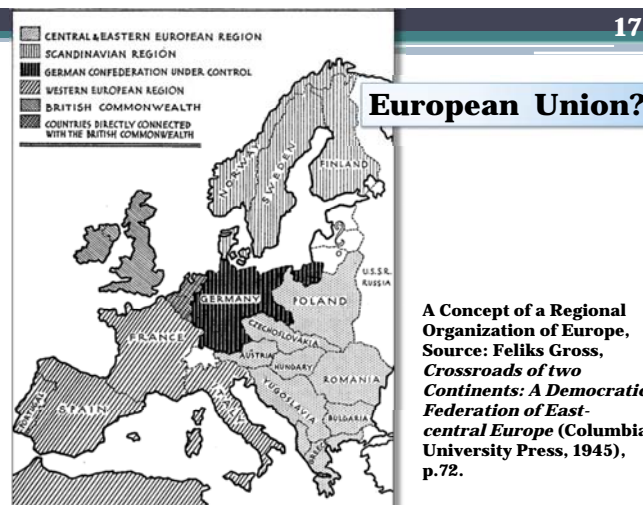 17
CENTRAL & EASTERN EUROPEAN REGION
SCANDINAVIAN REGION
GERMAN CONFEDERATION UNDER CONTROL
WESTERN EUROPEAN REGION
BRITISH COMMONWEALTH
COUNTRIES DIRECTLY CONNECTED
WITH THE BRITISH COMMONWEALTH
European Union?
NORWAY
SWEDEN
FINLAND
?
U.S.S.R.
RUSSIA
GERMANY
POLAND
CZECHOSLOVAKIA
FRANCE
AUSTRIA
HUNGARY
ROMANIA
YUGOSLAVIA
BULGARIA
ITALY
PORTUGAL
SPAIN
GREECE
A Concept of a Regional
Organization of Europe,
Source: Feliks Gross,
Crossroads of two
Continents: A Democratic
Federation of East-
central Europe (Columbia
University Press, 1945),
p.72.